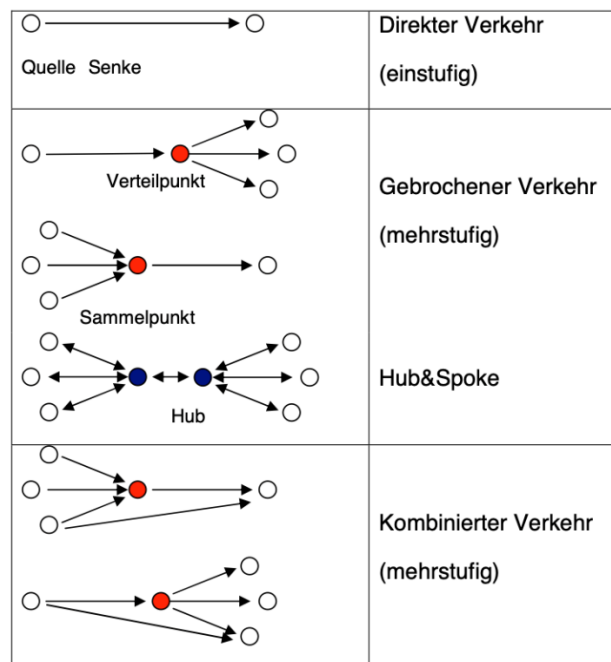 Direkter Verkehr
Quelle Senke
(einstufig)
Verteilpunkt
Gebrochener Verkehr
(mehrstufig)
Sammelpunkt
Hub&Spoke
Hub
Kombinierter Verkehr
(mehrstufig)